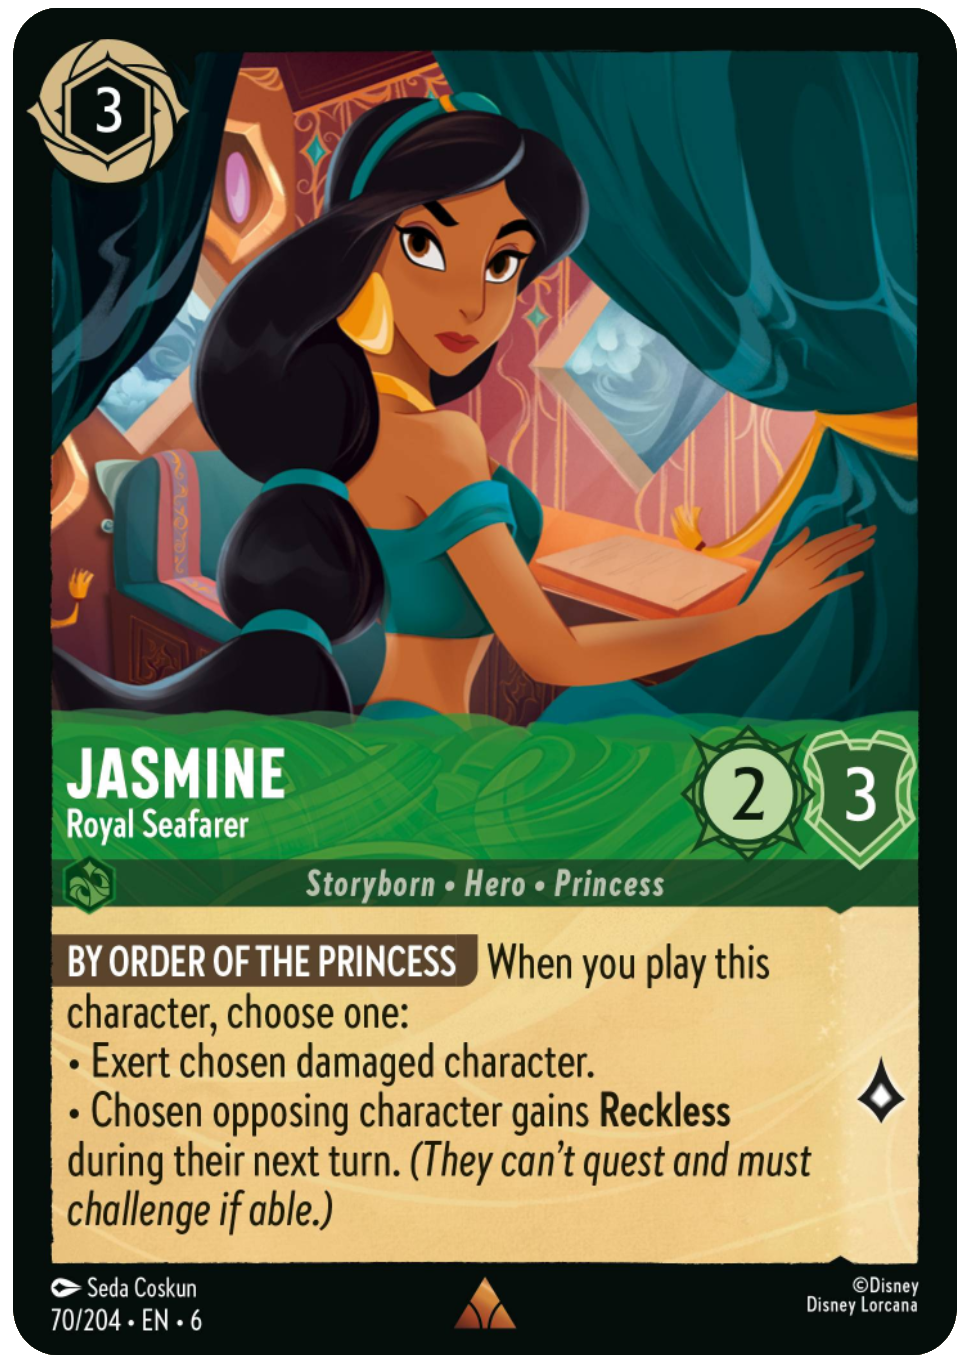 3
JASMINE
Royal Seafarer
2
3
Storyborn • Hero • Princess
BY ORDER OF THE PRINCESS When you play this
character, choose one:
• Exert chosen damaged character.
• Chosen opposing character gains Reckless
during their next turn. (They can't quest and must
challenge if able.)
Seda Coskun
70/204 • EN • 6
©Disney
Disney Lorcana